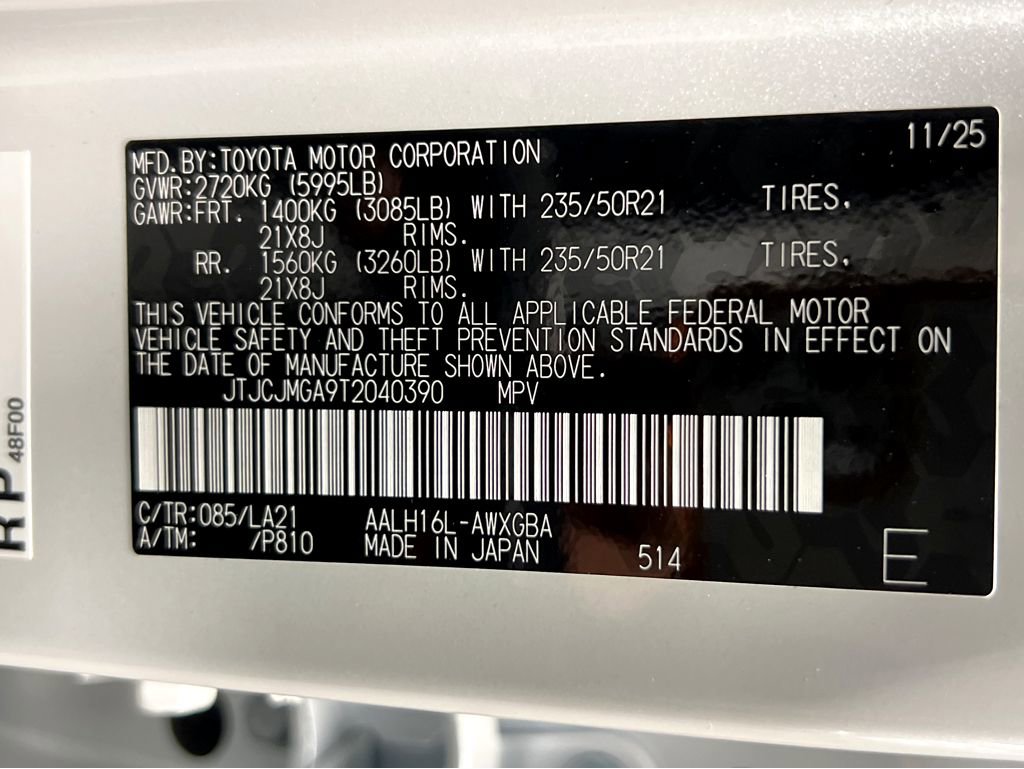 11/25
MFD.BY:TOYOTA MOTOR CORPORATION
GVWR:2720KG (5995LB)
GAWR:FRT. 1400KG (3085LB) WITH 235/50R21 TIRES,
21X8J RIMS.
RR. 1560KG (3260LB) WITH 235/50R21 TIRES,
21X8J RIMS.
THIS VEHICLE CONFORMS TO ALL APPLICABLE FEDERAL MOTOR
VEHICLE SAFETY AND THEFT PREVENTION STANDARDS IN EFFECT ON
THE DATE OF MANUFACTURE SHOWN ABOVE.
JTJCJMGA9T2040390 MPV
C/TR:085/LA21 AALH16L-AWXGBA
A/TM: /P810 MADE IN JAPAN 514 E
RP
48F00